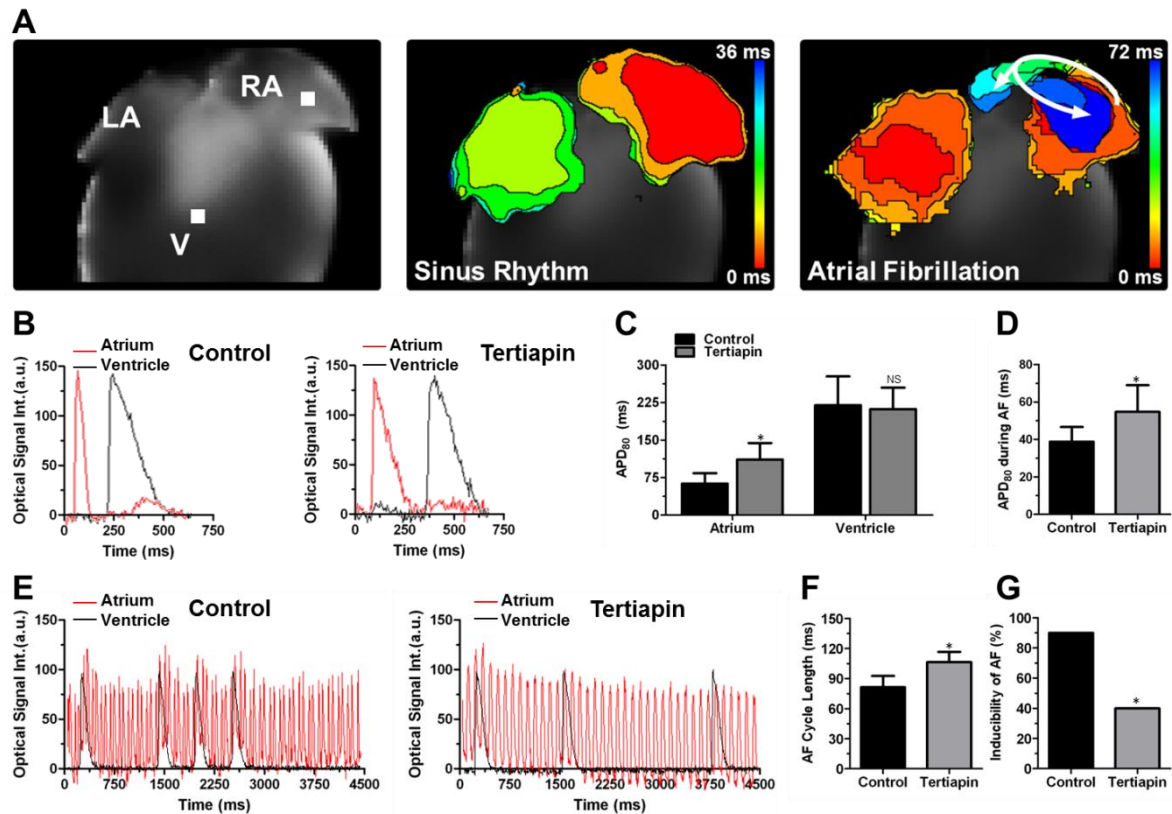 A
LA
RA
V
36 ms
Sinus Rhythm
0 ms
72 ms
Atrial Fibrillation
0 ms
B
Atrium
Ventricle
Control
Optical Signal Int.(a.u.)
150
100
50
0
0 250 500 750
Time (ms)
Atrium
Ventricle
Tertiapin
Optical Signal Int.(a.u.)
150
100
50
0
0 250 500 750
Time (ms)
C
Control
Tertiapin
APD80 (ms)
300
225
150
75
0
*
NS
Atrium Ventricle
D
APD80 during AF (ms)
80
60
40
20
0
*
Control Tertiapin
E
Atrium
Ventricle
Control
Optical Signal Int.(a.u.)
150
100
50
0
0 750 1500 2250 3000 3750 4500
Time (ms)
Atrium
Ventricle
Tertiapin
Optical Signal Int.(a.u.)
150
100
50
0
0 750 1500 2250 3000 3750 4500
Time (ms)
F
AF Cycle Length (ms)
150
120
90
60
30
0
*
Control Tertiapin
G
Inducibility of AF (%)
100
80
60
40
20
0
*
Control Tertiapin